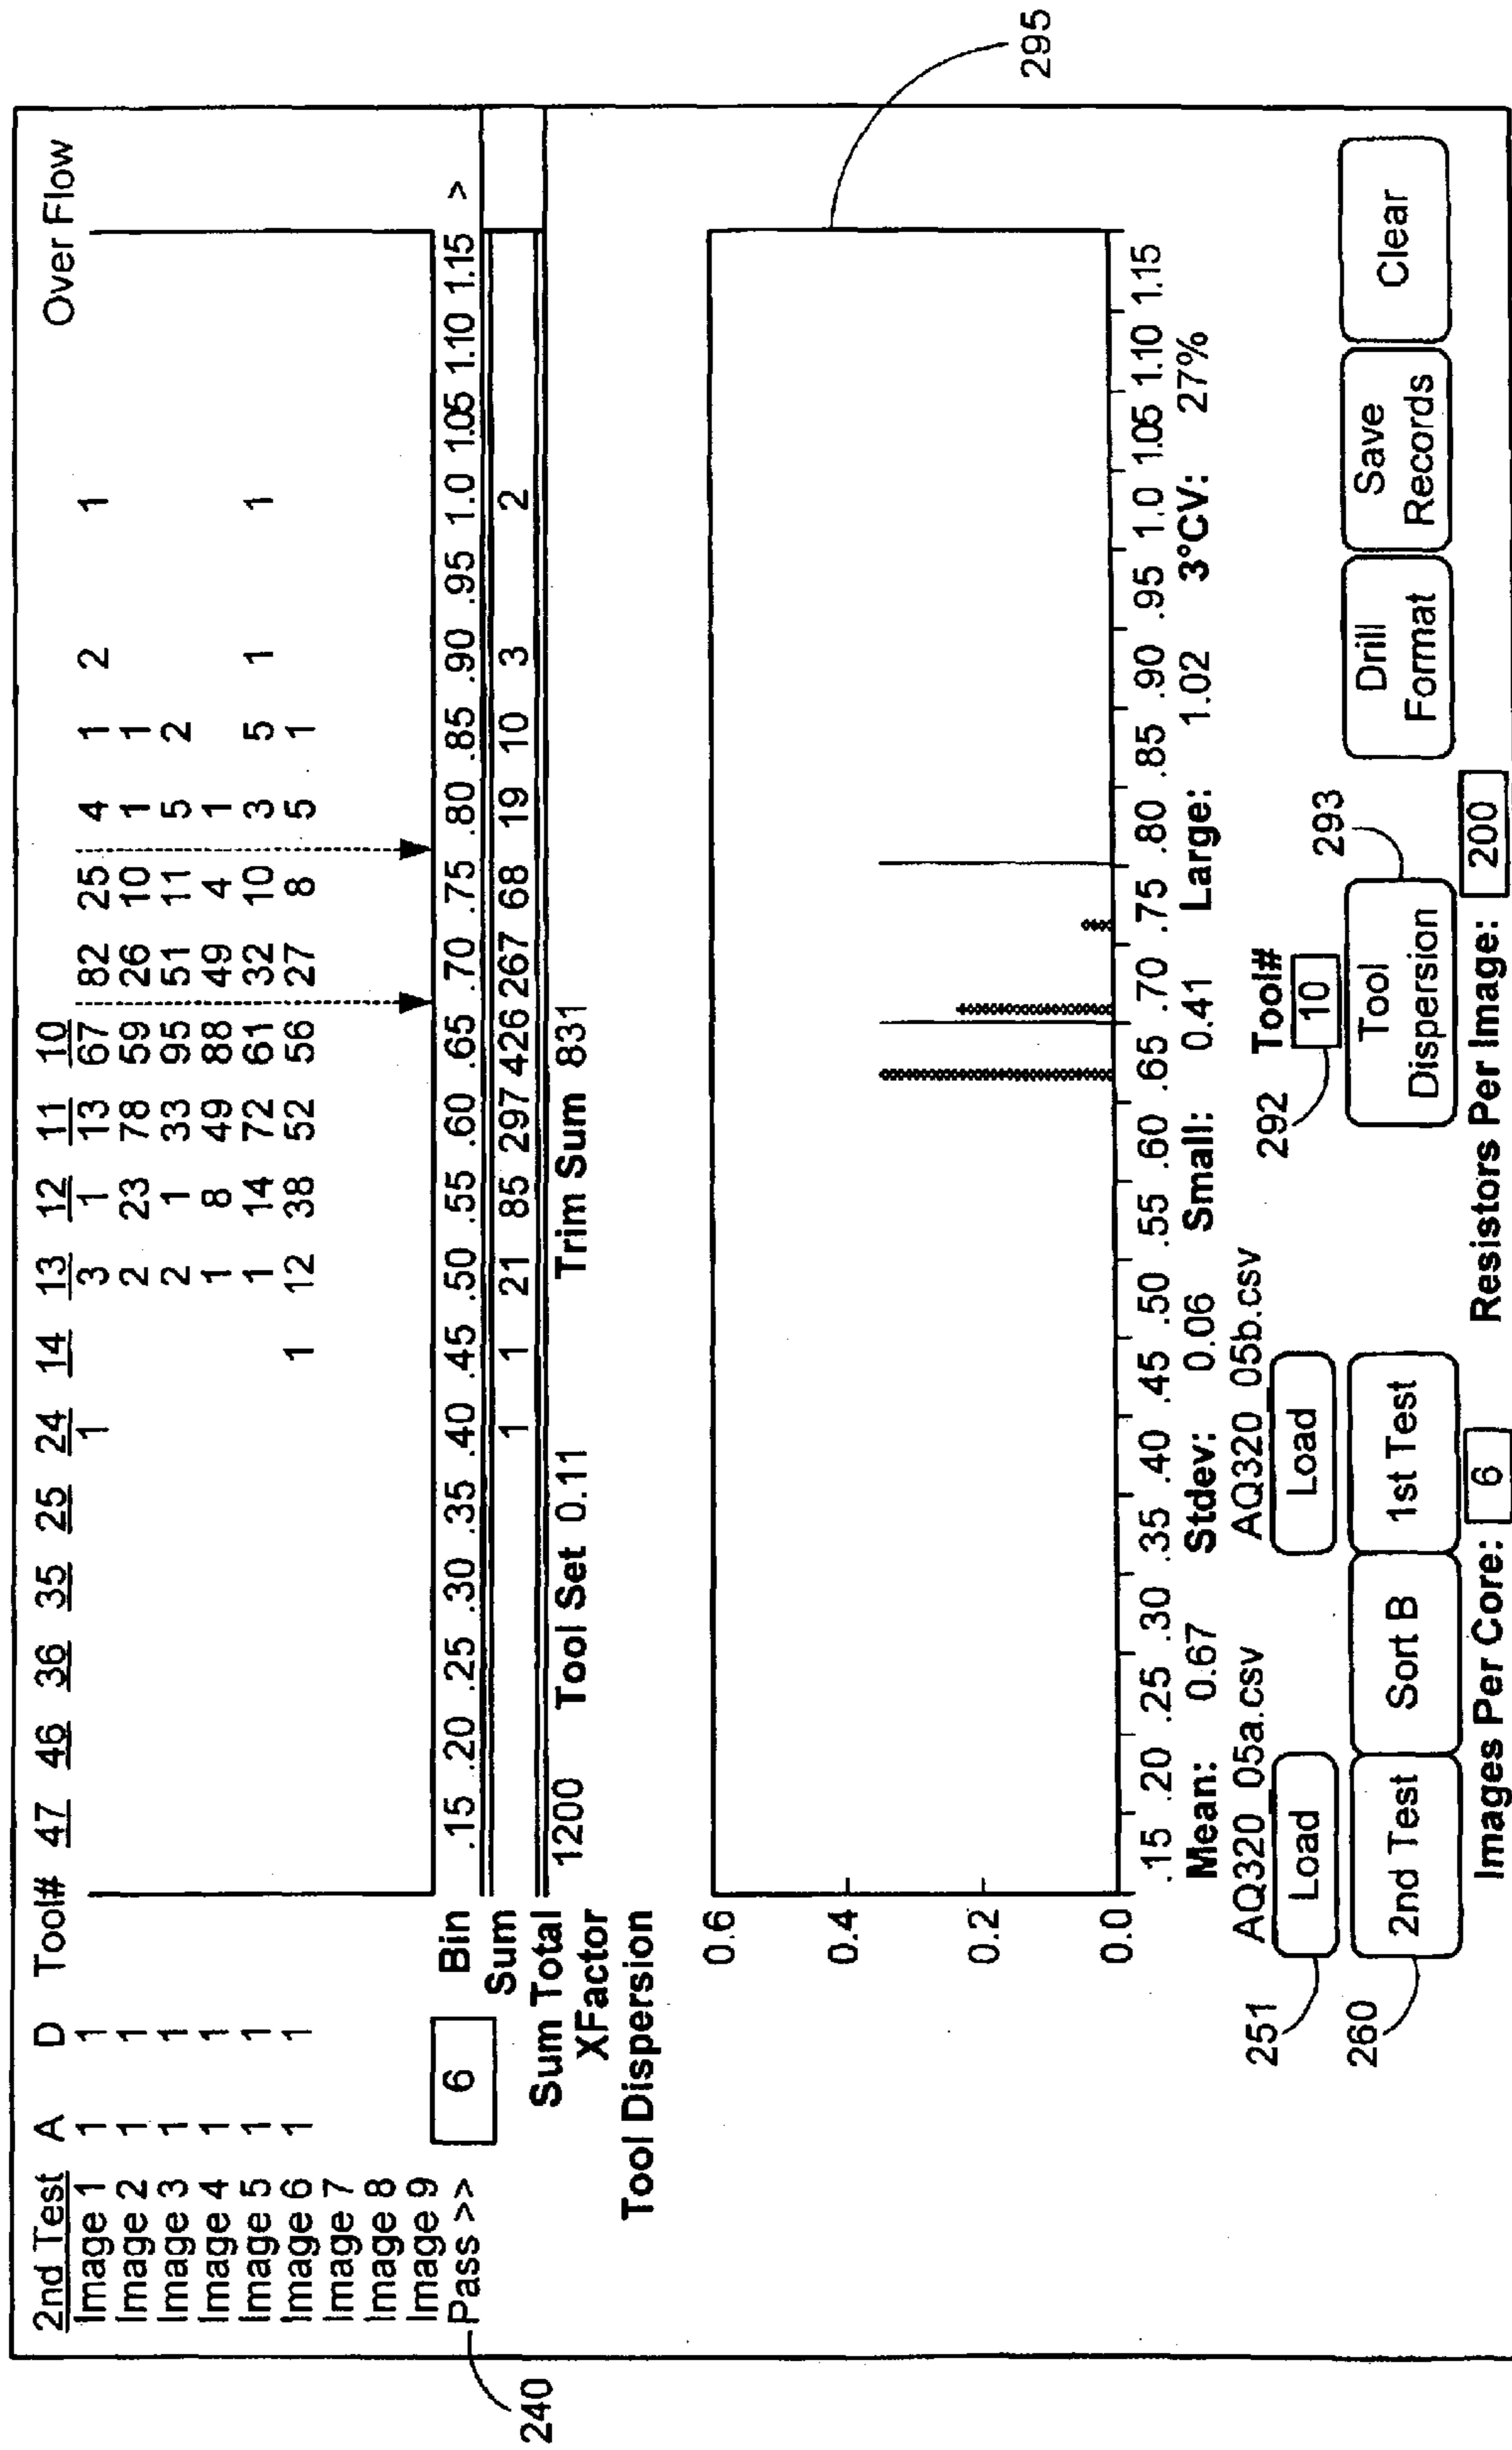 2nd Test A D Tool# 47 46 36 35 25 24 14 13 12 11 10 Over Flow
Image 1 1 1 1 3 1 13 67 82 25 4 1 2 1
Image 2 1 1 2 23 78 59 26 10 1 1
Image 3 1 1 2 1 33 95 51 11 5 2
Image 4 1 1 1 8 49 88 49 4 1
Image 5 1 1 1 14 72 61 32 10 3 5 1 1
Image 6 1 1 1 12 38 52 56 27 8 5 1
Image 7
Image 8
Image 9
Pass >> 6 Bin .15 .20 .25 .30 .35 .40 .45 .50 .55 .60 .65 .70 .75 .80 .85 .90 .95 1.0 1.05 1.10 1.15 >
240
Sum 1 1 21 85 297 426 267 68 19 10 3 2
Sum Total 1200 Tool Set 0.11 Trim Sum 831
XFactor
Tool Dispersion
0.6
0.4
0.2
0.0
295
.15 .20 .25 .30 .35 .40 .45 .50 .55 .60 .65 .70 .75 .80 .85 .90 .95 1.0 1.05 1.10 1.15
Mean: 0.67 Stdev: 0.06 Small: 0.41 Large: 1.02 3°CV: 27%
AQ320_05a.csv AQ320_05b.csv
251 Load Load 292 Tool# 10 293
260 2nd Test Sort B 1st Test Tool Dispersion Drill Format Save Records Clear
Images Per Core: 6 Resistors Per Image: 200